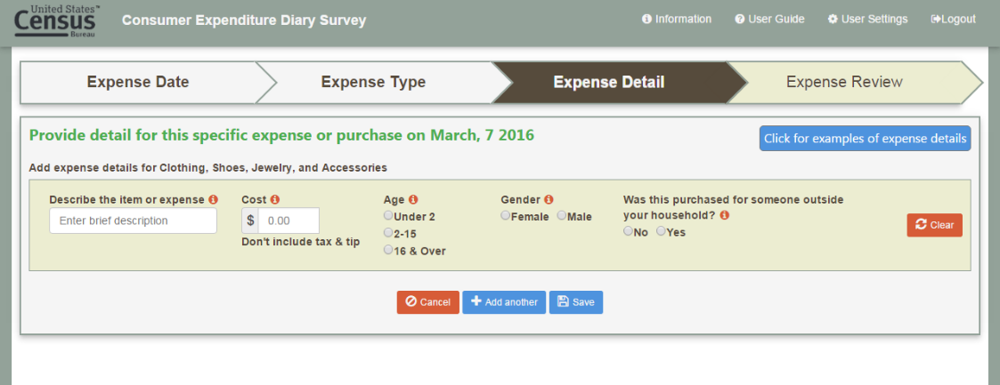 United States™
Census
Bureau
Consumer Expenditure Diary Survey
Information
User Guide
User Settings
Logout
Expense Date
Expense Type
Expense Detail
Expense Review
Provide detail for this specific expense or purchase on March, 7 2016
Click for examples of expense details
Add expense details for Clothing, Shoes, Jewelry, and Accessories
Describe the item or expense
Enter brief description
Cost
$ 0.00
Don't include tax & tip
Age
Under 2
2-15
16 & Over
Gender
Female Male
Was this purchased for someone outside
your household?
No Yes
Clear
Cancel
Add another
Save